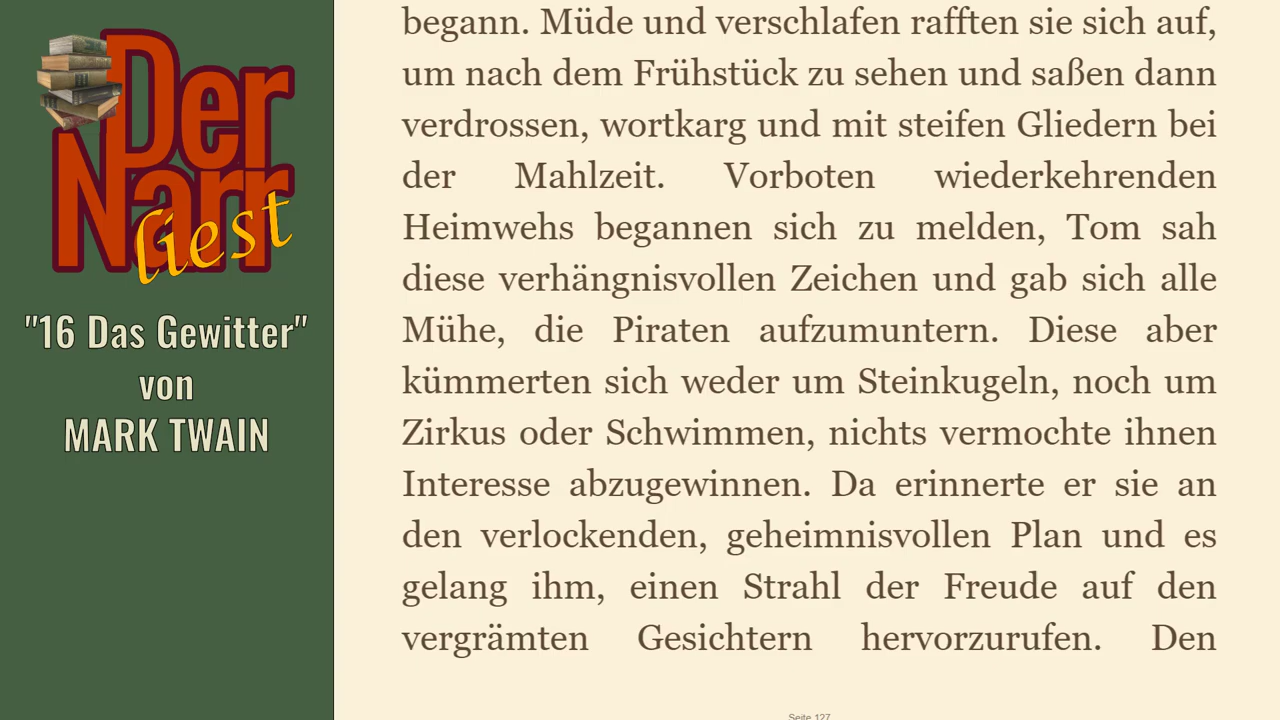 Der
Narr
liest
"16 Das Gewitter"
von
MARK TWAIN
begann. Müde und verschlafen rafften sie sich auf,
um nach dem Frühstück zu sehen und saßen dann
verdrossen, wortkarg und mit steifen Gliedern bei
der Mahlzeit. Vorboten wiederkehrenden
Heimwehs begannen sich zu melden, Tom sah
diese verhängnisvollen Zeichen und gab sich alle
Mühe, die Piraten aufzumuntern. Diese aber
kümmerten sich weder um Steinkugeln, noch um
Zirkus oder Schwimmen, nichts vermochte ihnen
Interesse abzugewinnen. Da erinnerte er sie an
den verlockenden, geheimnisvollen Plan und es
gelang ihm, einen Strahl der Freude auf den
vergrämten Gesichtern hervorzurufen. Den
Seite 127